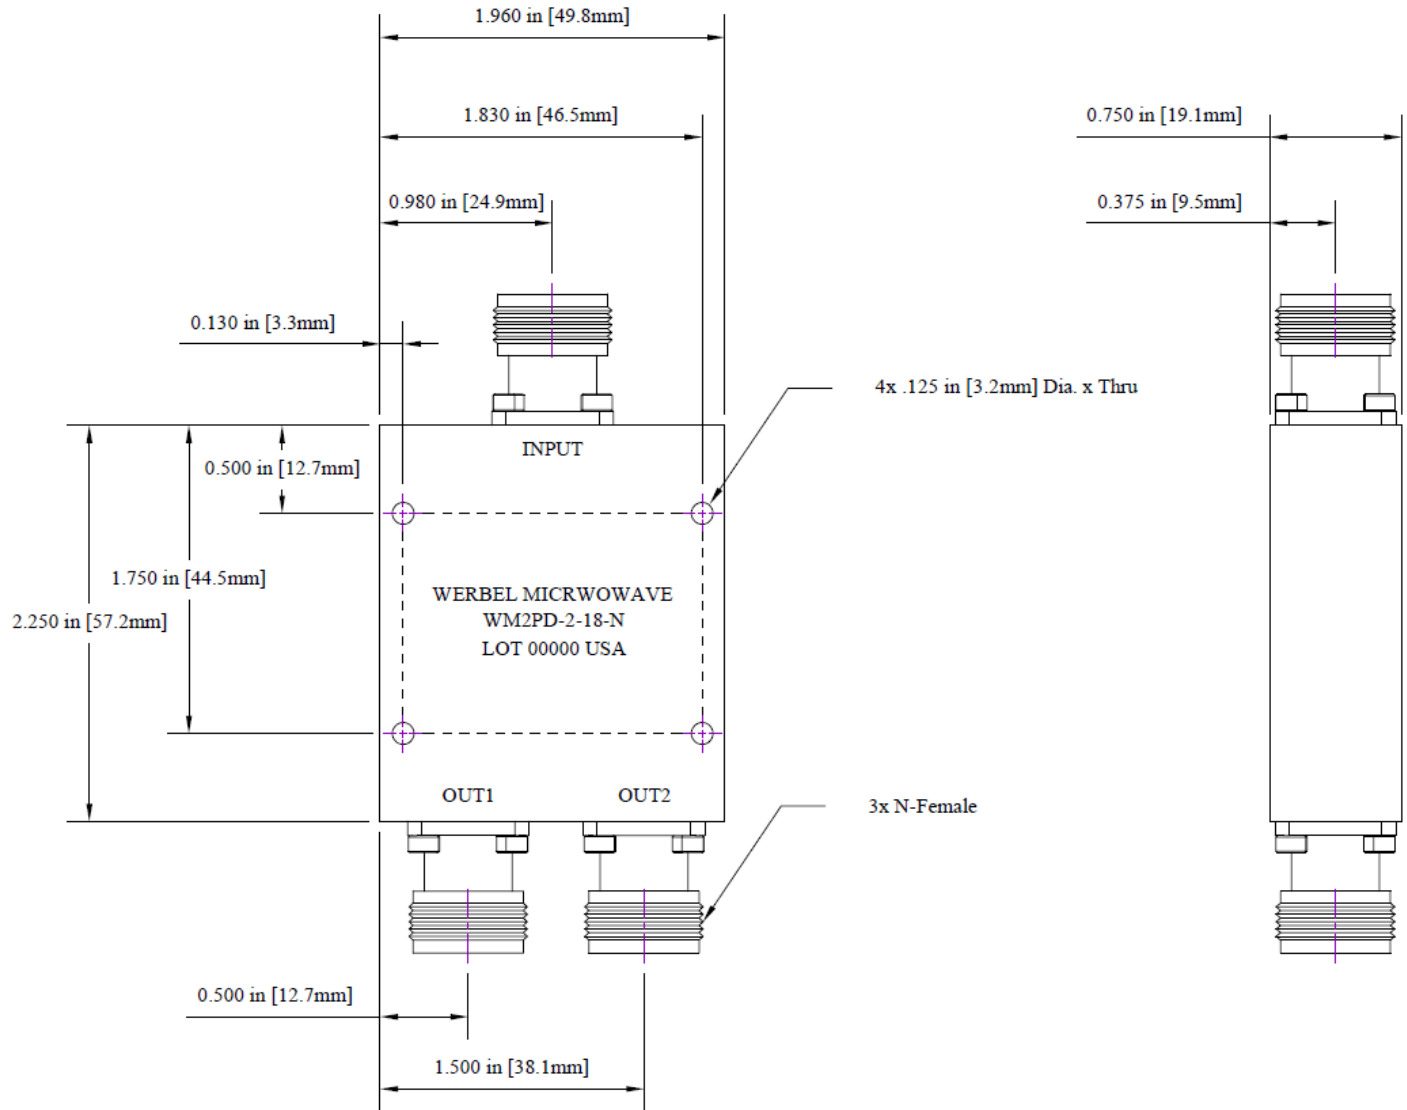 1.960 in [49.8mm]
1.830 in [46.5mm]
0.750 in [19.1mm]
0.980 in [24.9mm]
0.375 in [9.5mm]
0.130 in [3.3mm]
4x .125 in [3.2mm] Dia. x Thru
INPUT
0.500 in [12.7mm]
1.750 in [44.5mm]
WERBEL MICRWOWAVE
WM2PD-2-18-N
LOT 00000 USA
2.250 in [57.2mm]
OUT1
OUT2
3x N-Female
0.500 in [12.7mm]
1.500 in [38.1mm]